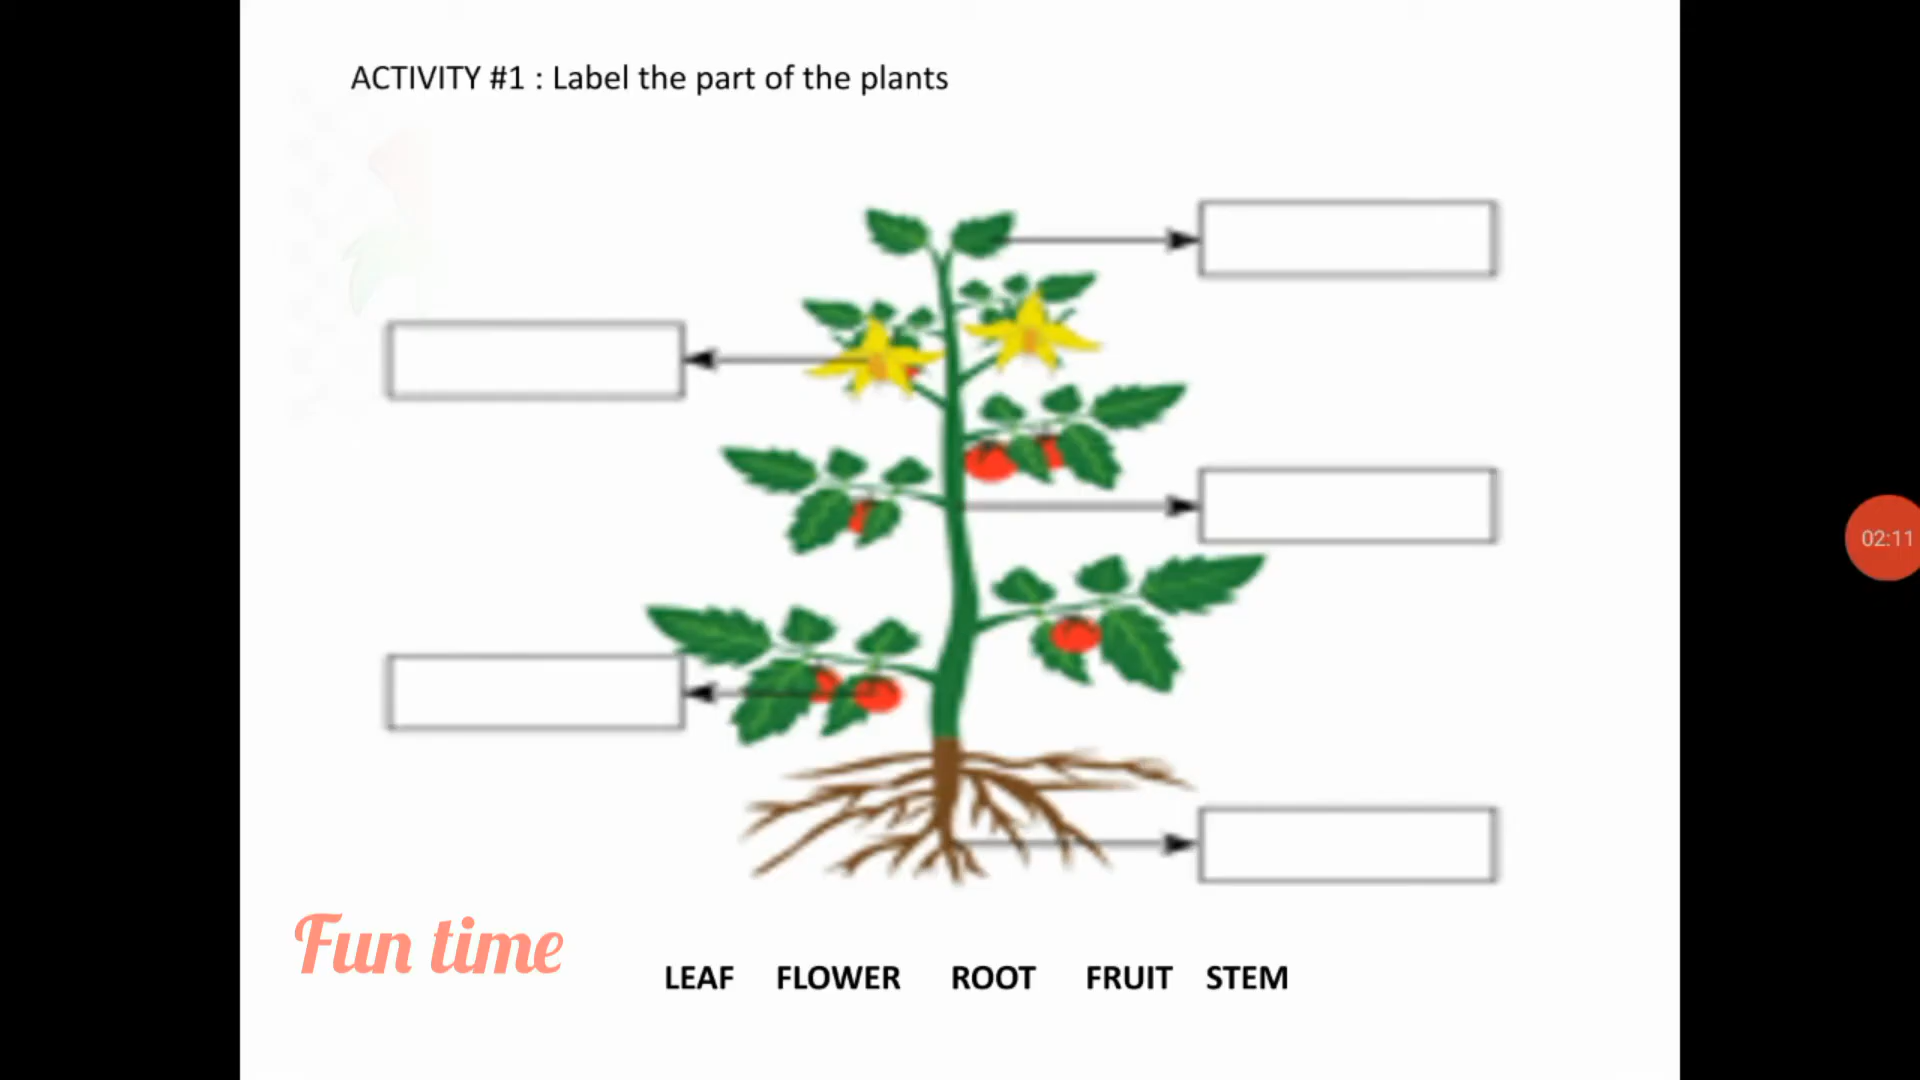 ACTIVITY #1 : Label the part of the plants
02:11
Fun time
LEAF FLOWER ROOT FRUIT STEM